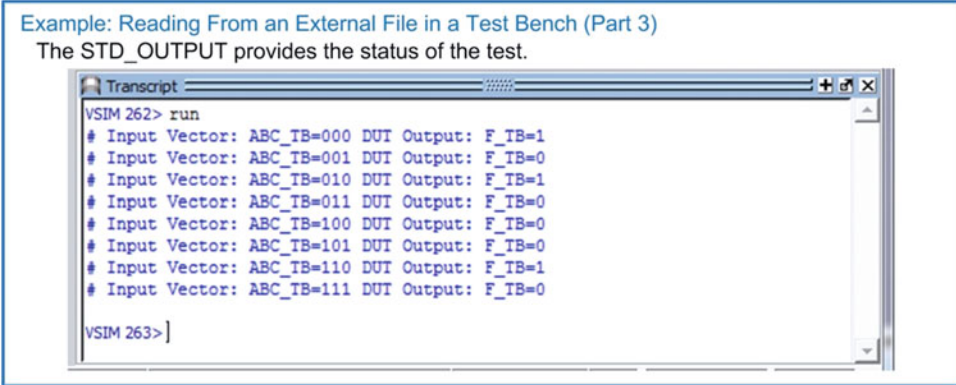 Example: Reading From an External File in a Test Bench (Part 3)
The STD_OUTPUT provides the status of the test.
Transcript
VSIM 262> run
# Input Vector: ABC_TB=000 DUT Output: F_TB=1
# Input Vector: ABC_TB=001 DUT Output: F_TB=0
# Input Vector: ABC_TB=010 DUT Output: F_TB=1
# Input Vector: ABC_TB=011 DUT Output: F_TB=0
# Input Vector: ABC_TB=100 DUT Output: F_TB=0
# Input Vector: ABC_TB=101 DUT Output: F_TB=0
# Input Vector: ABC_TB=110 DUT Output: F_TB=1
# Input Vector: ABC_TB=111 DUT Output: F_TB=0
VSIM 263>